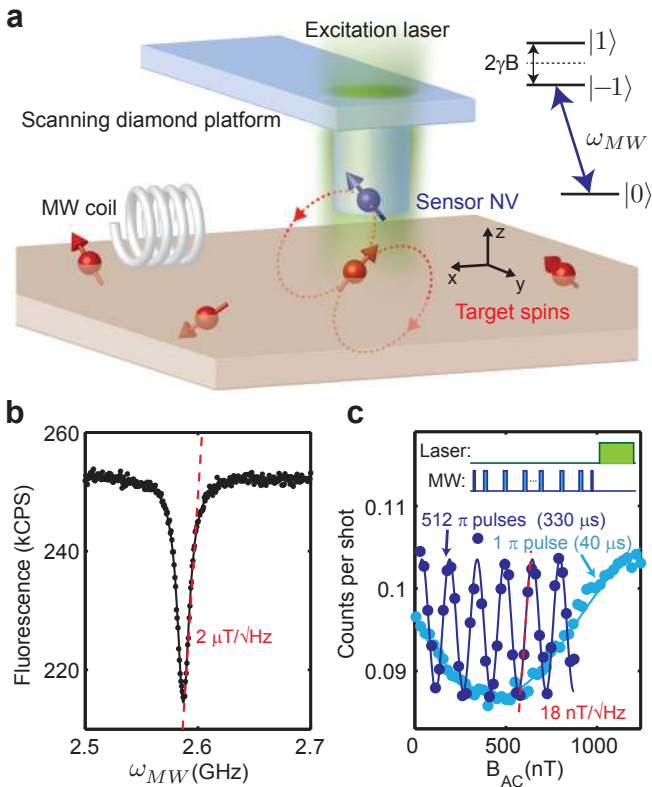 a
Excitation laser
|1⟩
2γB
|−1⟩
Scanning diamond platform
ω_MW
MW coil
Sensor NV
|0⟩
z
x
y
Target spins
b
c
260
250
240
230
220
Fluorescence (kCPS)
2 μT/√Hz
2.5
2.6
2.7
ω_MW(GHz)
Laser:
MW:
...
0.11
0.1
0.09
Counts per shot
512 π pulses (330 μs)
1 π pulse (40 μs)
18 nT/√Hz
0
500
1000
B_AC(nT)